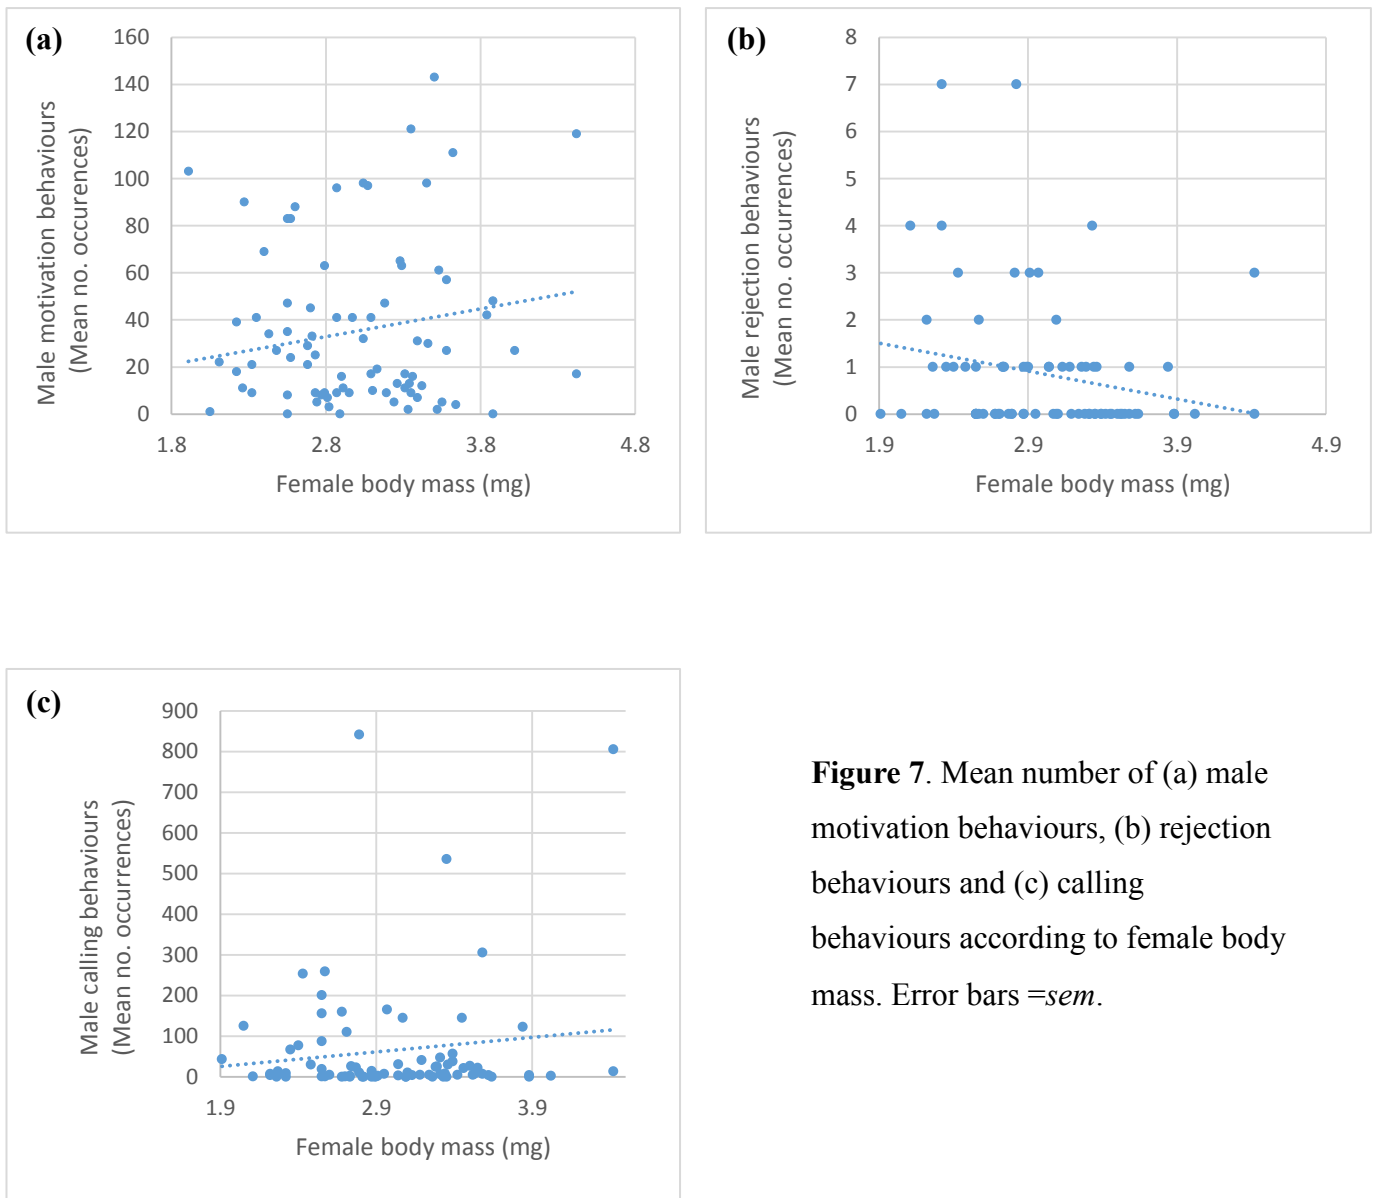 (a)
Male motivation behaviours
(Mean no. occurences)
160
140
120
100
80
60
40
20
0
1.8 2.8 3.8 4.8
Female body mass (mg)
(b)
Male rejection behaviours
(Mean no. occurrences)
8
7
6
5
4
3
2
1
0
1.9 2.9 3.9 4.9
Female body mass (mg)
(c)
Male calling behaviours
(Mean no. occurrences)
900
800
700
600
500
400
300
200
100
0
1.9 2.9 3.9
Female body mass (mg)
Figure 7. Mean number of (a) male
motivation behaviours, (b) rejection
behaviours and (c) calling
behaviours according to female body
mass. Error bars =sem.